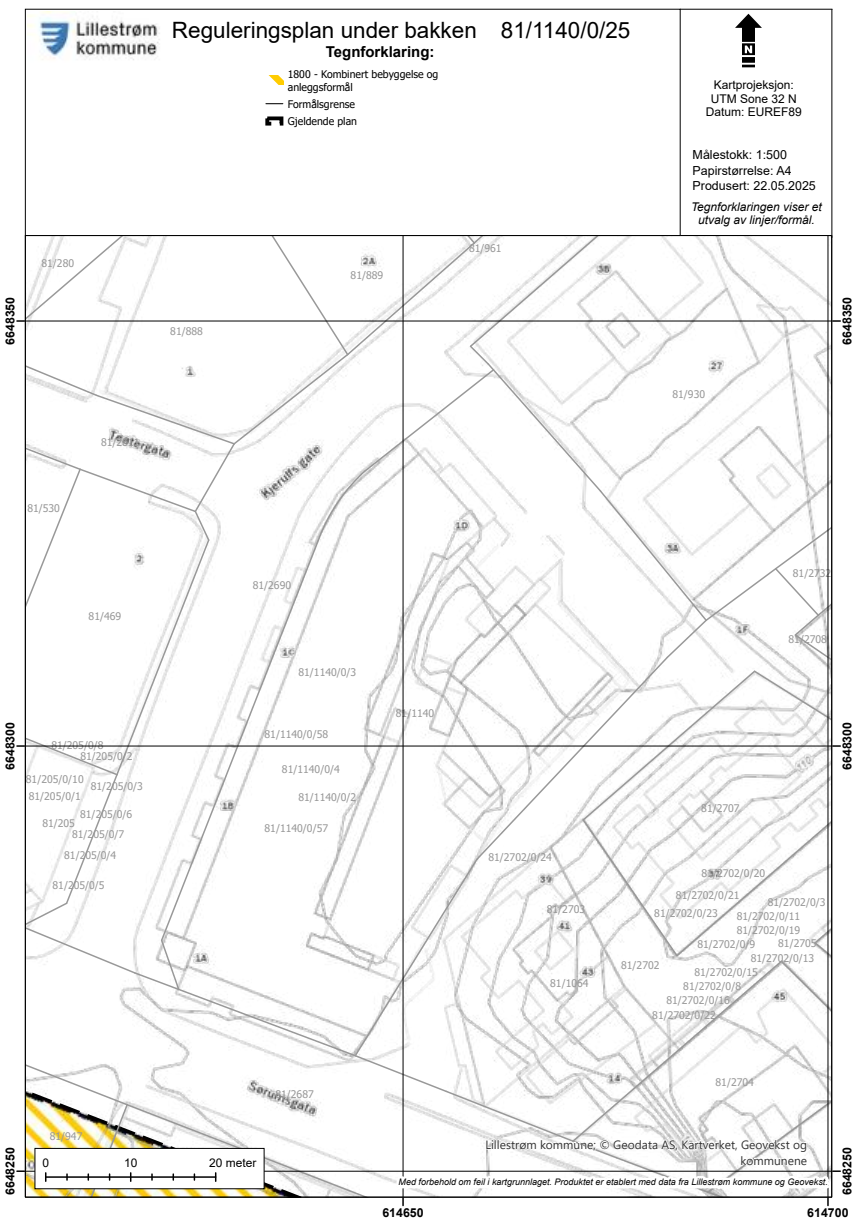 Lillestrøm
kommune
Reguleringsplan under bakken 81/1140/0/25
Tegnforklaring:
1800 - Kombinert bebyggelse og
anleggsformål
Formålsgrense
Gjeldende plan
N
Kartprojeksjon:
UTM Sone 32 N
Datum: EUREF89
Målestokk: 1:500
Papirstørrelse: A4
Produsert: 22.05.2025
Tegnforklaringen viser et
utvalg av linjer/formål.
81/280
2A
81/889
81/961
3B
6648350
6648350
81/888
1
27
81/930
Teatergata
Kjerulfs gate
81/530
1D
2
3A
81/2690
81/2732
81/469
1F
81/2708
1C
81/1140/0/3
81/1140
81/1140/0/58
6648300
6648300
81/205/0/8
81/205/0/2
81/1140/0/4
81/205/0/10
81/205/0/3
81/205/0/1
81/1140/0/2
1B
81/2707
81/205/0/6
81/205
81/205/0/7
81/1140/0/57
81/205/0/4
81/2702/0/24
81/205/0/5
39
37
81/2702/0/20
81/2702/0/21
81/2702/0/3
81/2703
81/2702/0/23
81/2702/0/11
41
81/2702/0/19
81/2702/0/9
81/2705
1A
81/2702/0/13
81/2702
43
81/2702/0/15
81/1064
81/2702/0/8
45
81/2702/0/16
81/2702/0/22
14
81/2704
Sørumsgata
81/2687
81/947
0 10 20 meter
Lillestrøm kommune; © Geodata AS, Kartverket, Geovekst og
kommunene
6648250
6648250
Med forbehold om feil i kartgrunnlaget. Produktet er etablert med data fra Lillestrøm kommune og Geovekst.
614650
614700